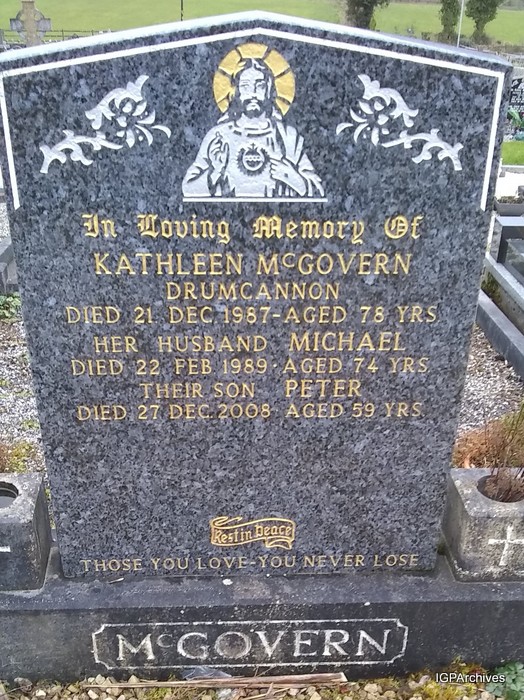 In Loving Memory Of
KATHLEEN McGOVERN
DRUMCANNON
DIED 21 DEC. 1987-AGED 78 YRS
HER HUSBAND MICHAEL
DIED 22 FEB. 1989·AGED 74 YRS
THEIR SON PETER
DIED 27 DEC. 2008 AGED 59 YRS
Rest in Peace
THOSE YOU LOVE-YOU NEVER LOSE
McGOVERN
IGPArchives